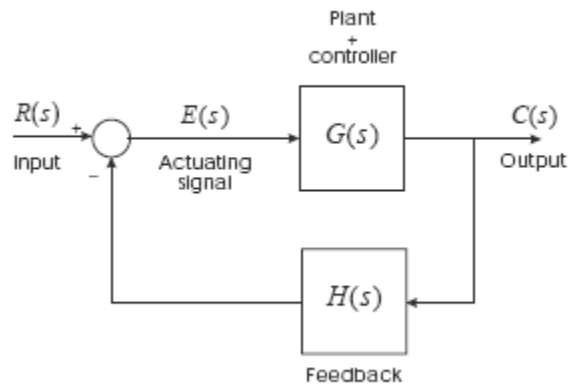 Plant
+
controller
R(s)
+
E(s)
G(s)
C(s)
Input
−
Actuating
signal
Output
H(s)
Feedback